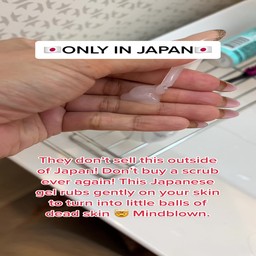 🇯🇵ONLY IN JAPAN🇯🇵
They don't sell this outside
of Japan! Don't buy a scrub
ever again! This Japanese
gel rubs gently on your skin
to turn into little balls of
dead skin 🤯 Mindblown.